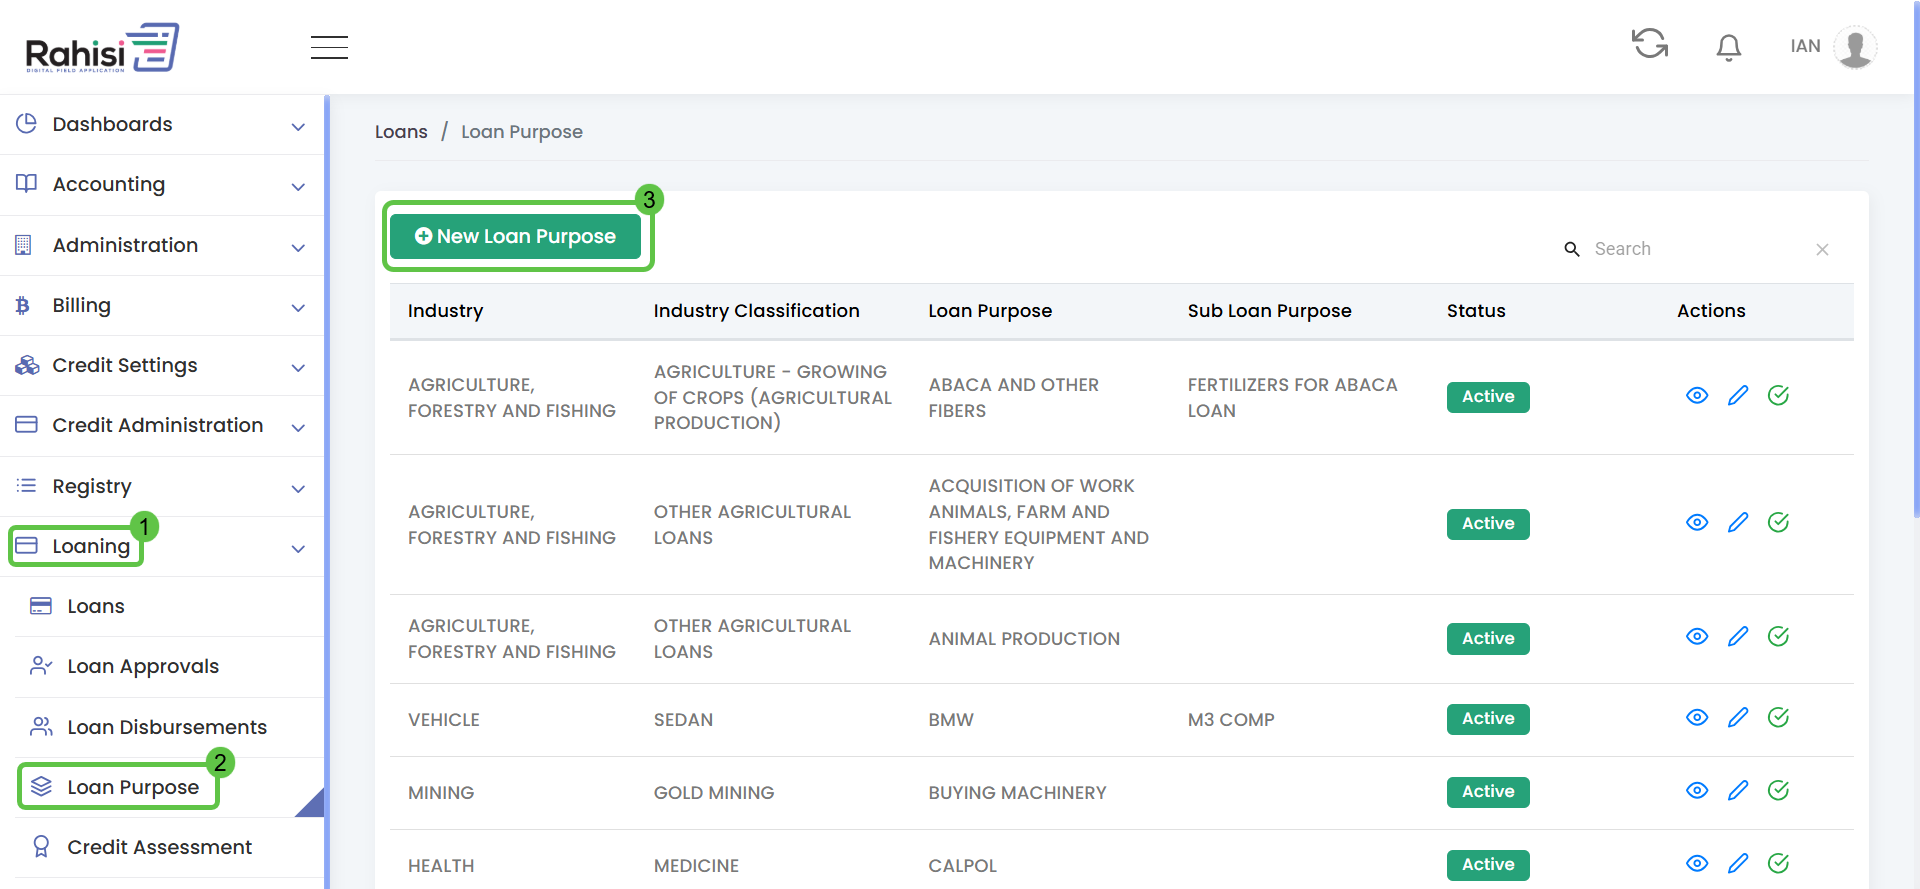 Rahisi
DIGITAL FIELD APPLICATION
IAN
Dashboards
Accounting
Administration
Billing
Credit Settings
Credit Administration
Registry
1
Loaning
Loans
Loan Approvals
Loan Disbursements
2
Loan Purpose
Credit Assessment
Loans / Loan Purpose
3
New Loan Purpose
Search
Industry Industry Classification Loan Purpose Sub Loan Purpose Status Actions
AGRICULTURE,
FORESTRY AND FISHING
AGRICULTURE - GROWING
OF CROPS (AGRICULTURAL
PRODUCTION)
ABACA AND OTHER
FIBERS
FERTILIZERS FOR ABACA
LOAN
Active
AGRICULTURE,
FORESTRY AND FISHING
OTHER AGRICULTURAL
LOANS
ACQUISITION OF WORK
ANIMALS, FARM AND
FISHERY EQUIPMENT AND
MACHINERY
Active
AGRICULTURE,
FORESTRY AND FISHING
OTHER AGRICULTURAL
LOANS
ANIMAL PRODUCTION
Active
VEHICLE SEDAN BMW M3 COMP Active
MINING GOLD MINING BUYING MACHINERY Active
HEALTH MEDICINE CALPOL Active